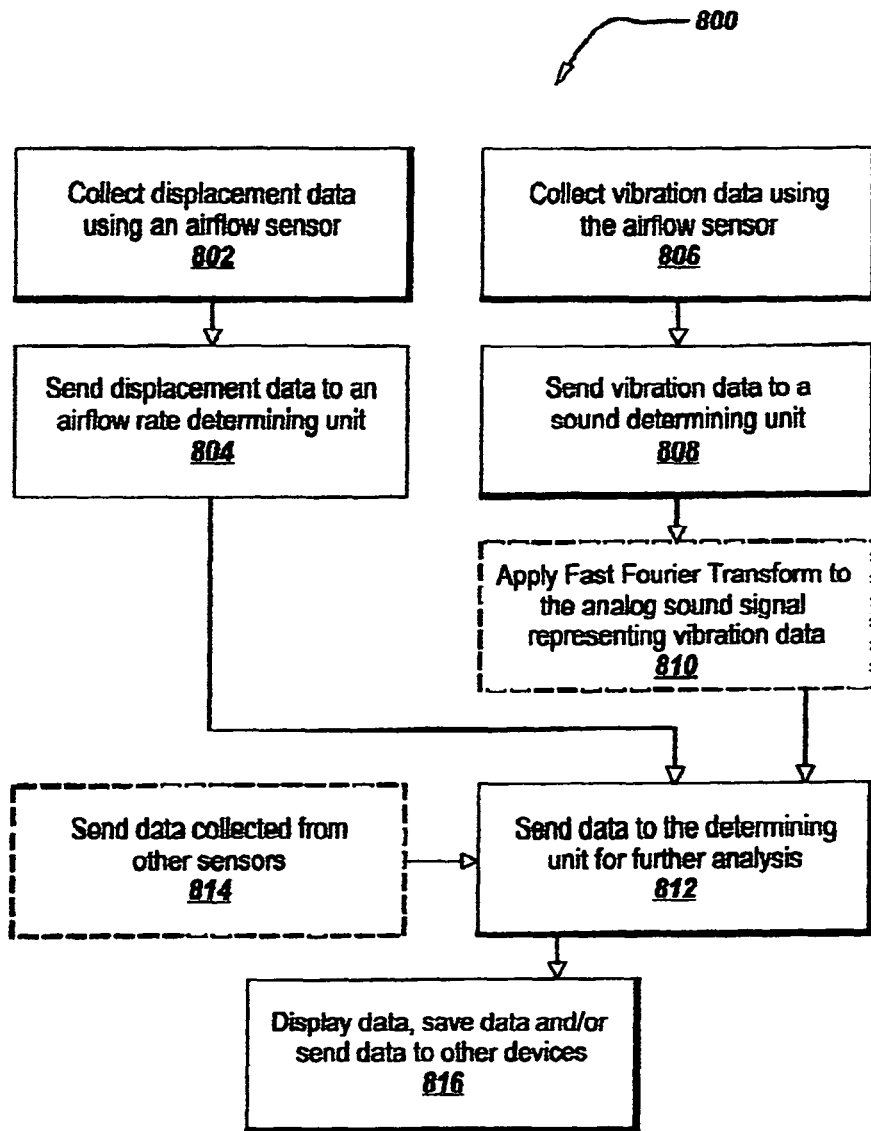 800
Collect displacement data
using an airflow sensor
802
Collect vibration data using
the airflow sensor
806
Send displacement data to an
airflow rate determining unit
804
Send vibration data to a
sound determining unit
808
Apply Fast Fourier Transform to
the analog sound signal
representing vibration data
810
Send data collected from
other sensors
814
Send data to the determining
unit for further analysis
812
Display data, save data and/or
send data to other devices
816